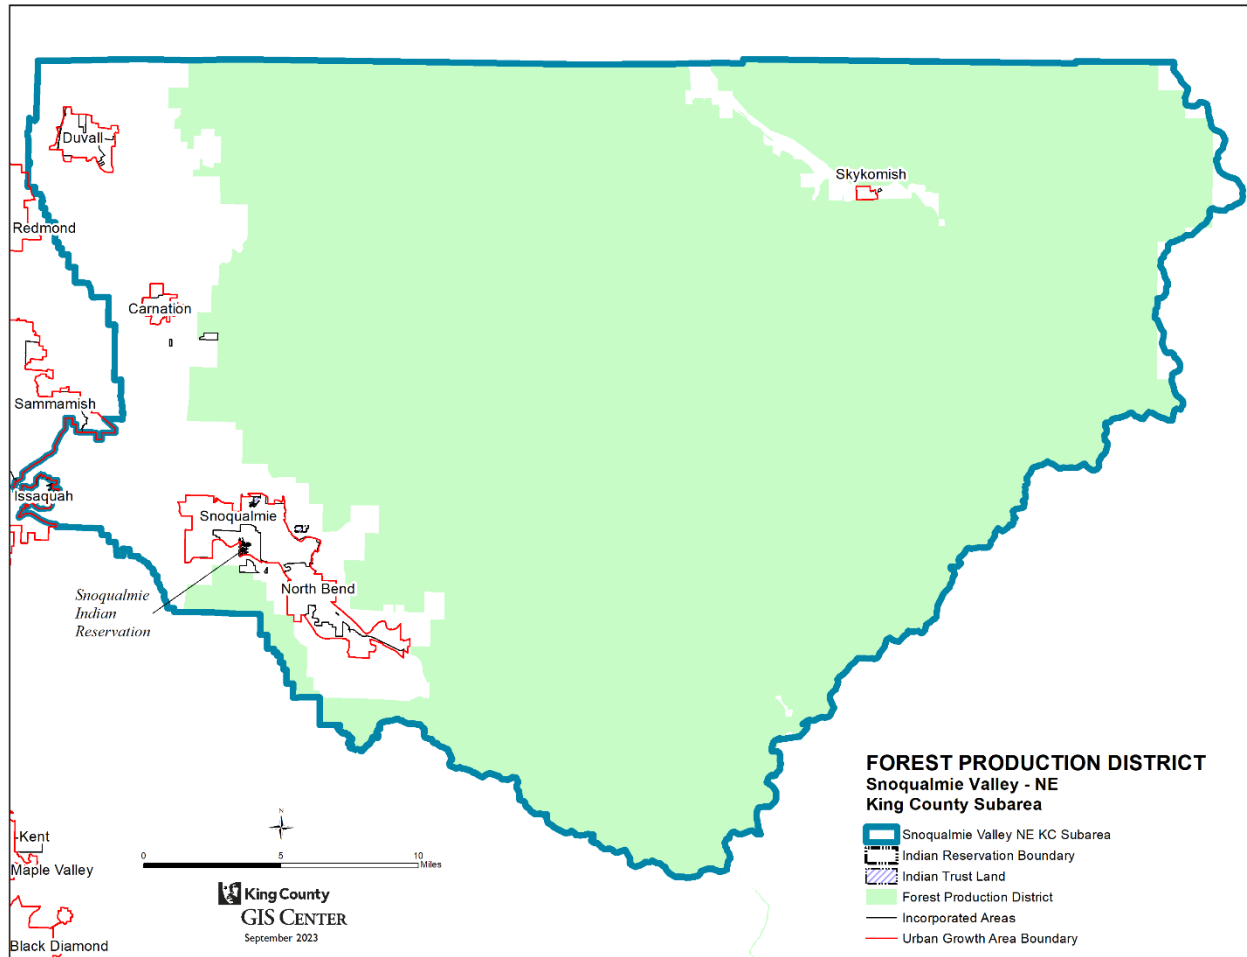 Duvall
Skykomish
Redmond
Carnation
Sammamish
Issaquah
Snoqualmie
North Bend
Snoqualmie
Indian
Reservation
FOREST PRODUCTION DISTRICT
Snoqualmie Valley - NE
King County Subarea
Snoqualmie Valley NE KC Subarea
Indian Reservation Boundary
Indian Trust Land
Forest Production District
Incorporated Areas
Urban Growth Area Boundary
Kent
Maple Valley
Black Diamond
N
0 5 10
Miles
King County
GIS CENTER
September 2023